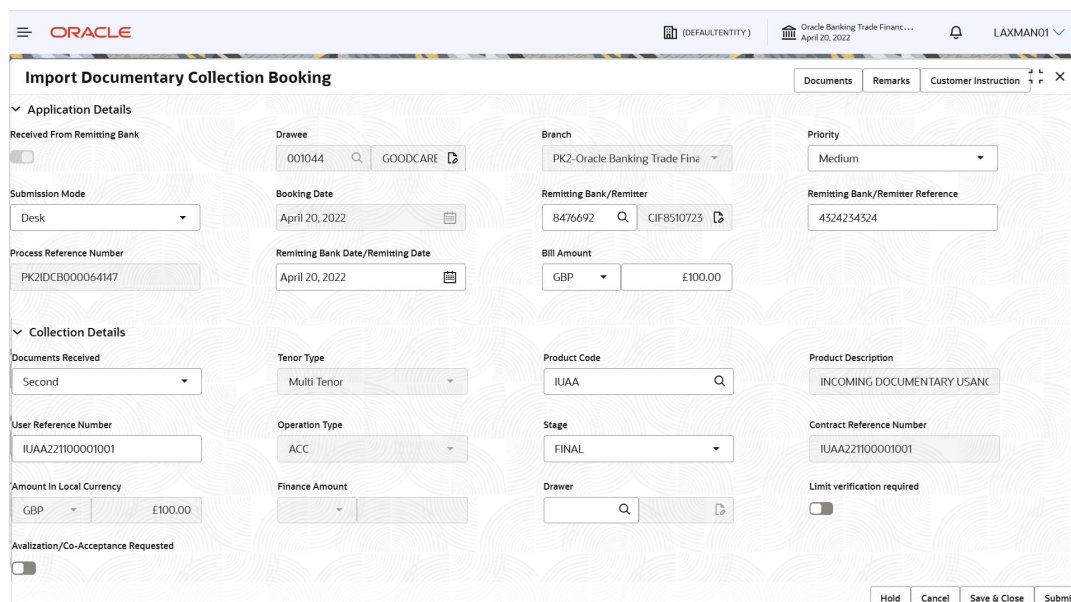 ORACLE
(DEFAULTENTITY)
Oracle Banking Trade Financ...
April 20, 2022
LAXMAN01
Import Documentary Collection Booking
Documents Remarks Customer Instruction
Application Details
Received From Remitting Bank Drawee Branch Priority
001044 GOODCARE PK2-Oracle Banking Trade Fina Medium
Submission Mode Booking Date Remitting Bank/Remitter Remitting Bank/Remitter Reference
Desk April 20, 2022 8476692 CIF8510723 4324234324
Process Reference Number Remitting Bank Date/Remitting Date Bill Amount
PK2IDCB000064147 April 20, 2022 GBP £100.00
Collection Details
Documents Received Tenor Type Product Code Product Description
Second Multi Tenor IUAA INCOMING DOCUMENTARY USANC
User Reference Number Operation Type Stage Contract Reference Number
IUAA221100001001 ACC FINAL IUAA221100001001
Amount In Local Currency Finance Amount Drawer Limit verification required
GBP £100.00
Avalization/Co-Acceptance Requested
Hold Cancel Save & Close Submi